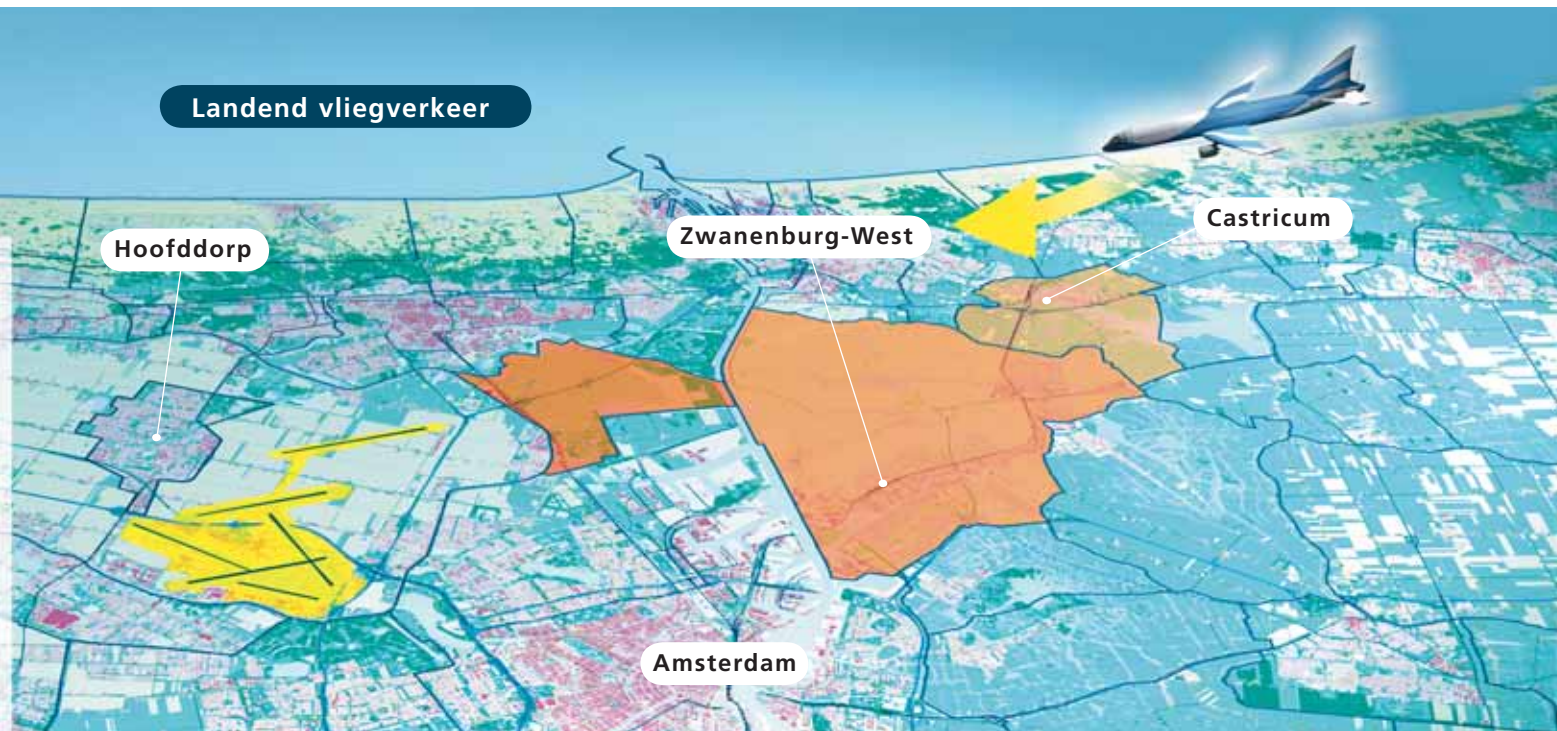 Landend vliegverkeer
Hoofddorp
Zwanenburg-West
Castricum
Amsterdam